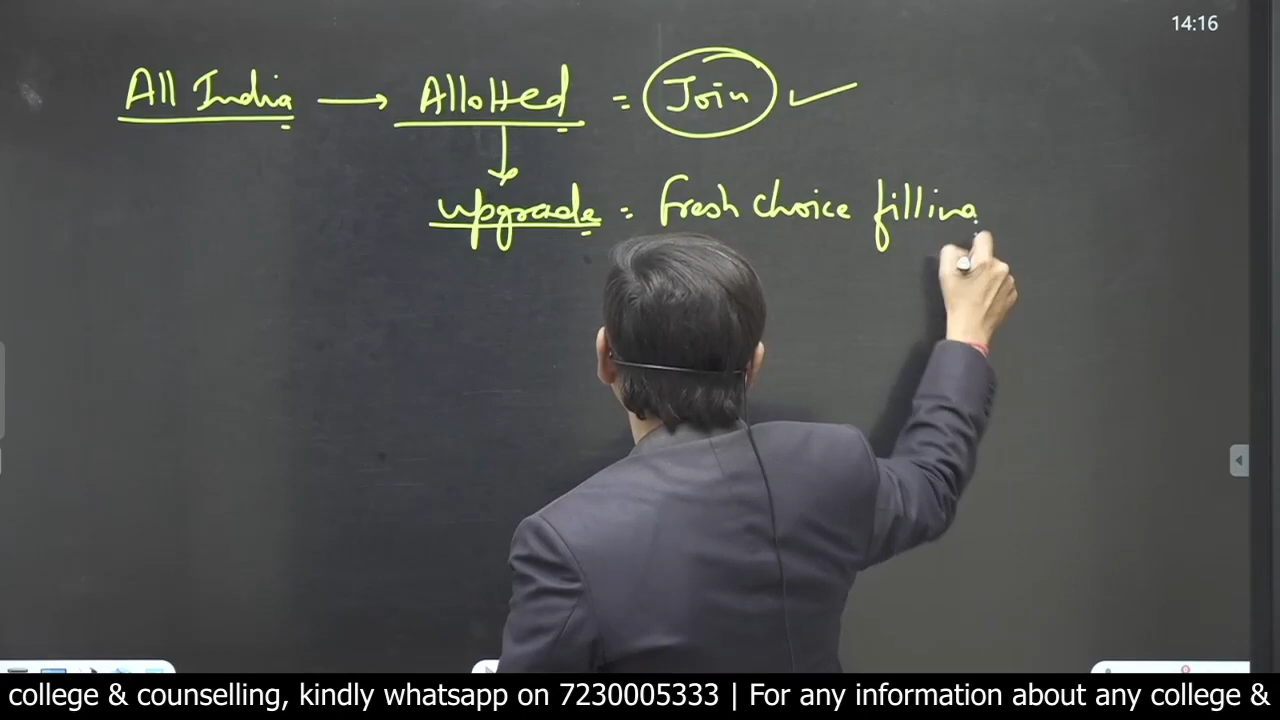 14:16
All India → Allotted = Join ✓
↓
upgrade = fresh choice filling
college & counselling, kindly whatsapp on 7230005333 | For any information about any college &